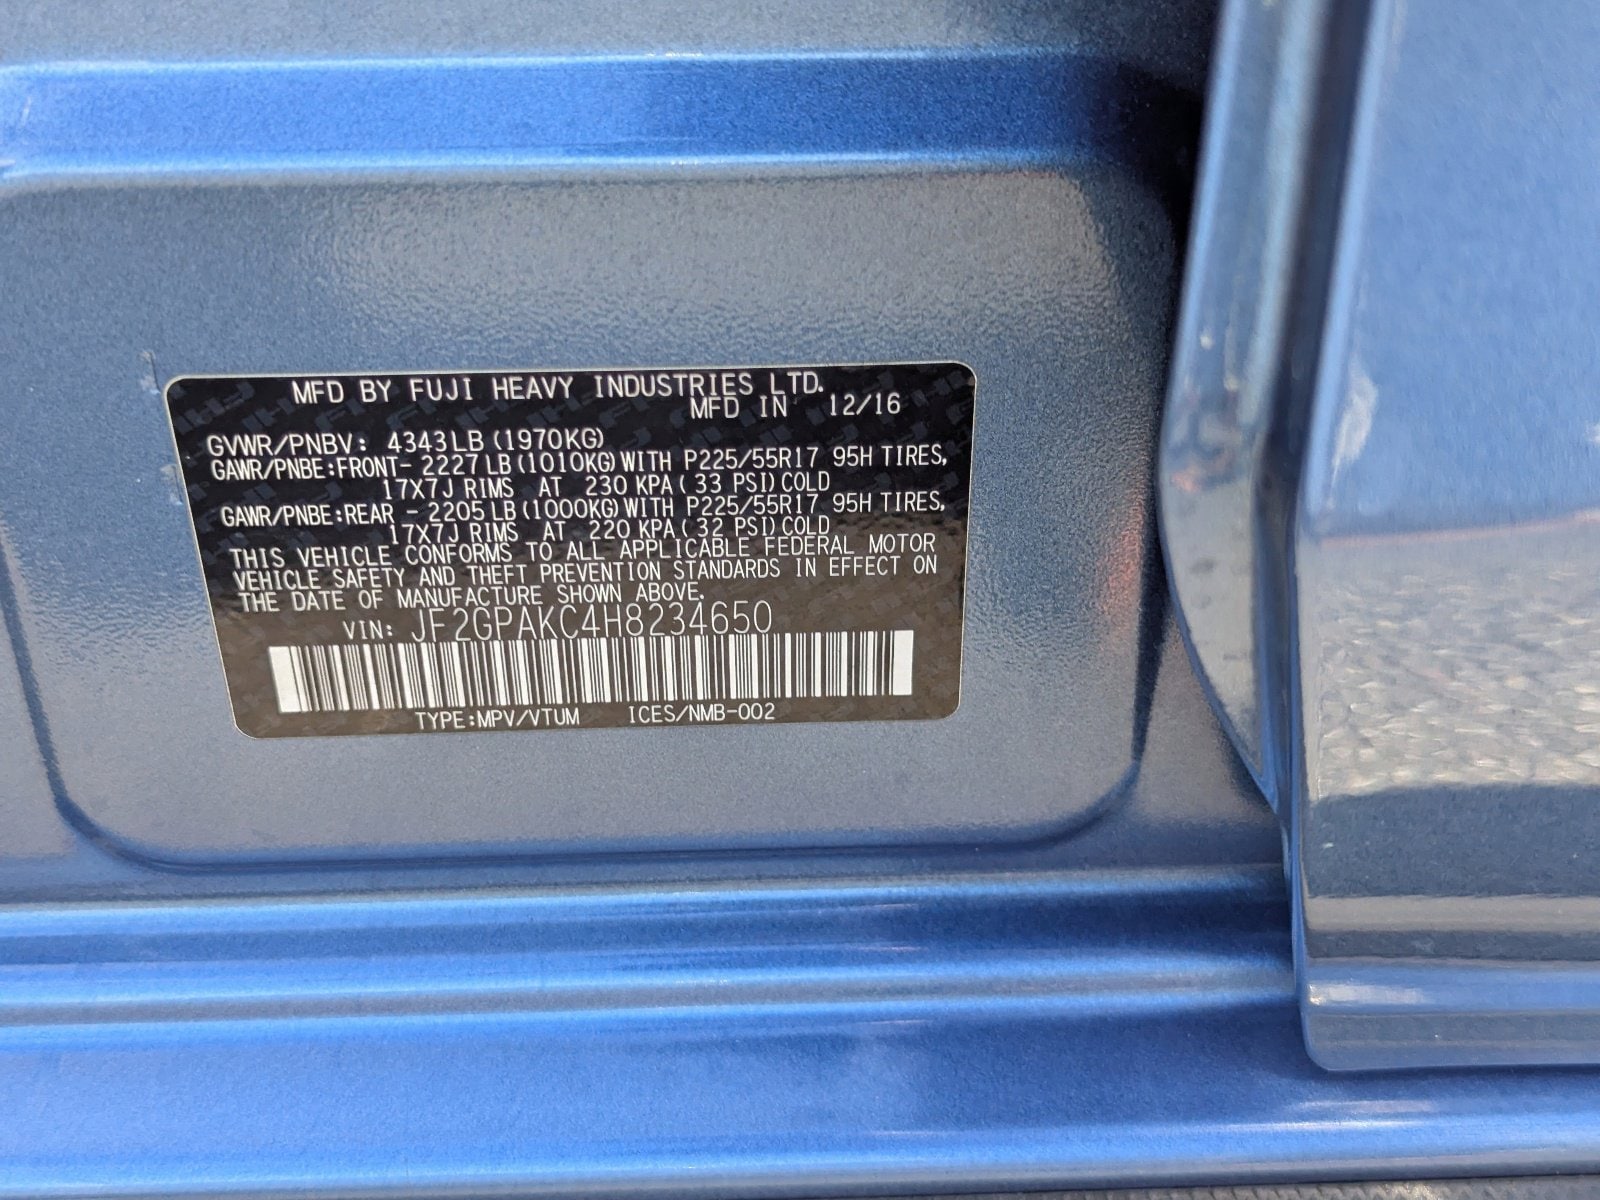 MFD BY FUJI HEAVY INDUSTRIES LTD.
MFD IN 12/16
GVWR/PNBV: 4343LB (1970KG)
GAWR/PNBE:FRONT- 2227LB(1010KG)WITH P225/55R17 95H TIRES,
17X7J RIMS AT 230 KPA( 33 PSI)COLD
GAWR/PNBE:REAR - 2205LB(1000KG)WITH P225/55R17 95H TIRES,
17X7J RIMS AT 220 KPA( 32 PSI)COLD
THIS VEHICLE CONFORMS TO ALL APPLICABLE FEDERAL MOTOR
VEHICLE SAFETY AND THEFT PREVENTION STANDARDS IN EFFECT ON
THE DATE OF MANUFACTURE SHOWN ABOVE.
VIN: JF2GPAKC4H8234650
TYPE:MPV/VTUM ICES/NMB-002